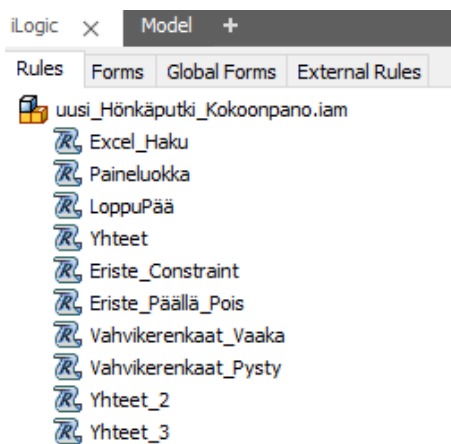 iLogic × Model +
Rules Forms Global Forms External Rules
uusi_Hönkäputki_Kokoonpano.iam
Excel_Haku
Paineluokka
LoppuPää
Yhteet
Eriste_Constraint
Eriste_Päällä_Pois
Vahvikerenkaat_Vaaka
Vahvikerenkaat_Pysty
Yhteet_2
Yhteet_3